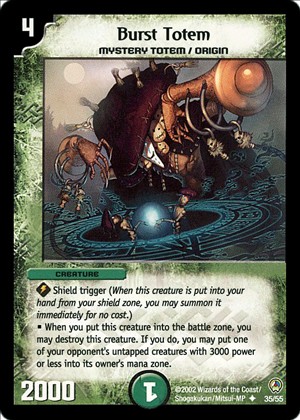 4
Burst Totem
MYSTERY TOTEM / ORIGIN
CREATURE
Shield trigger (When this creature is put into your
hand from your shield zone, you may summon it
immediately for no cost.)
■ When you put this creature into the battle zone, you
may destroy this creature. If you do, you may put one
of your opponent's untapped creatures with 3000 power
or less into its owner's mana zone.
2000
1
©2002 Wizards of the Coast/
Shogakukan/Mitsui-MP ♦ 35/55